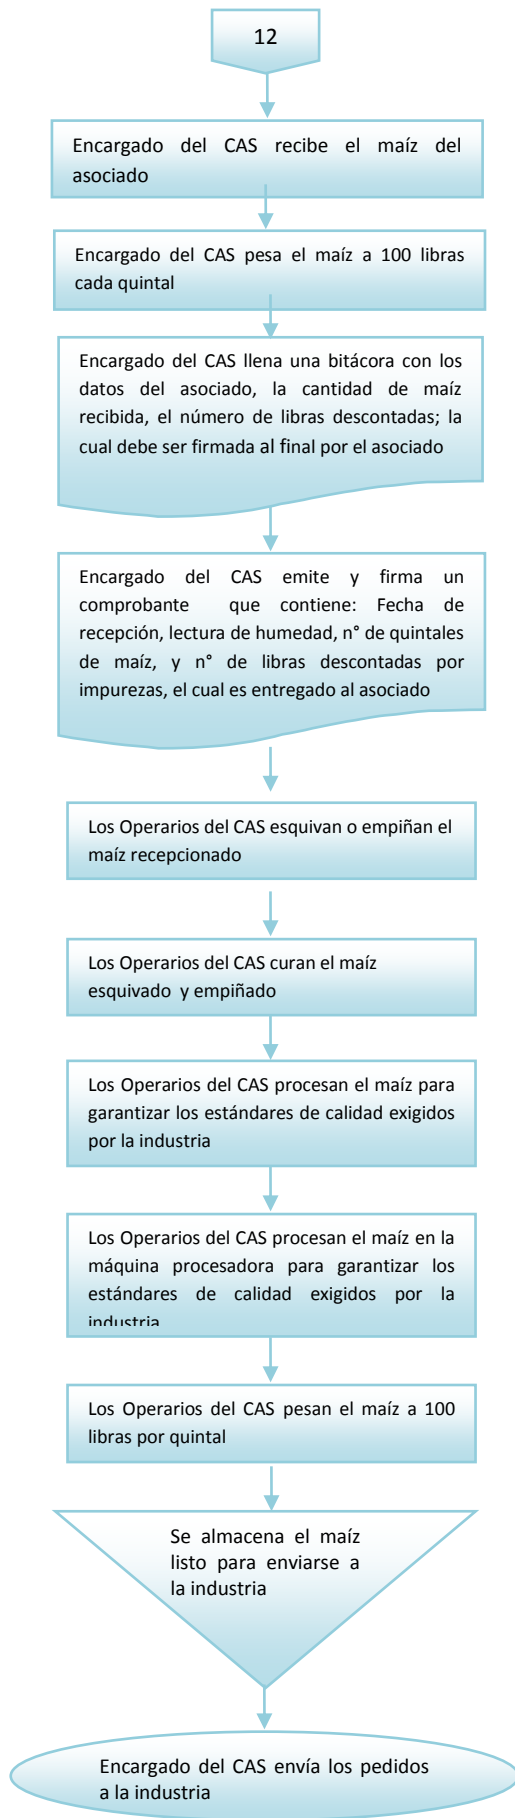 12
Encargado del CAS recibe el maíz del
asociado
Encargado del CAS pesa el maíz a 100 libras
cada quintal
Encargado del CAS llena una bitácora con los
datos del asociado, la cantidad de maíz
recibida, el número de libras descontadas; la
cual debe ser firmada al final por el asociado
Encargado del CAS emite y firma un
comprobante que contiene: Fecha de
recepción, lectura de humedad, n° de quintales
de maíz, y n° de libras descontadas por
impurezas, el cual es entregado al asociado
Los Operarios del CAS esquivan o empiñan el
maíz recepcionado
Los Operarios del CAS curan el maíz
esquivado y empiñado
Los Operarios del CAS procesan el maíz para
garantizar los estándares de calidad exigidos
por la industria
Los Operarios del CAS procesan el maíz en la
máquina procesadora para garantizar los
estándares de calidad exigidos por la
industria
Los Operarios del CAS pesan el maíz a 100
libras por quintal
Se almacena el maíz
listo para enviarse a
la industria
Encargado del CAS envía los pedidos
a la industria